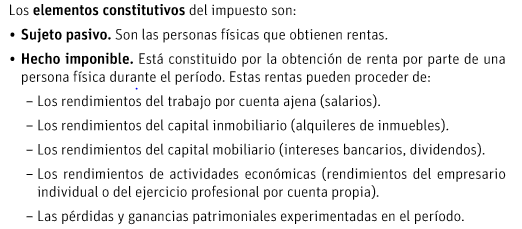 Los elementos constitutivos del impuesto son:
• Sujeto pasivo. Son las personas físicas que obtienen rentas.
• Hecho imponible. Está constituido por la obtención de renta por parte de una
persona física durante el período. Estas rentas pueden proceder de:
– Los rendimientos del trabajo por cuenta ajena (salarios).
– Los rendimientos del capital inmobiliario (alquileres de inmuebles).
– Los rendimientos del capital mobiliario (intereses bancarios, dividendos).
– Los rendimientos de actividades económicas (rendimientos del empresario
individual o del ejercicio profesional por cuenta propia).
– Las pérdidas y ganancias patrimoniales experimentadas en el período.